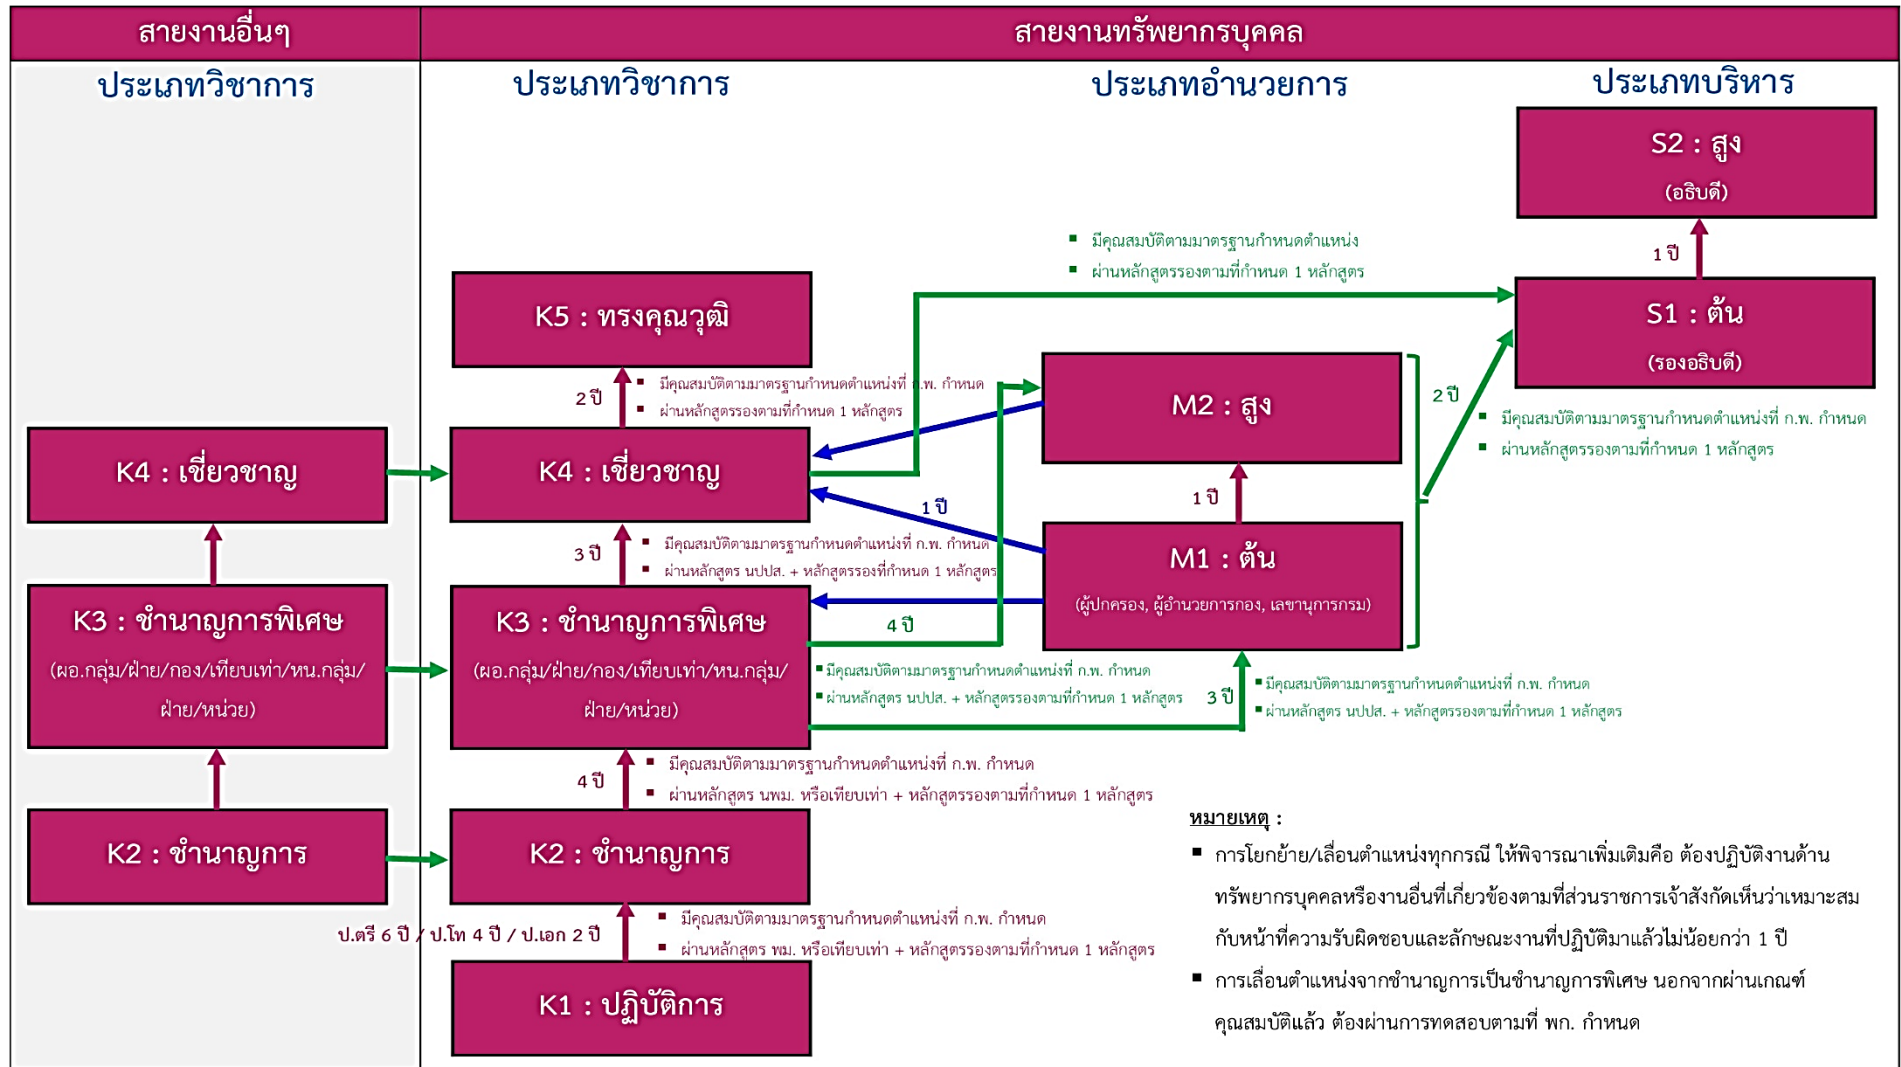 สายงานอื่นๆ
สายงานทรัพยากรบุคคล
ประเภทวิชาการ
ประเภทวิชาการ
ประเภทอำนวยการ
ประเภทบริหาร
S2 : สูง
(อธิบดี)
1 ปี
S1 : ต้น
(รองอธิบดี)
▪ มีคุณสมบัติตามมาตรฐานกำหนดตำแหน่ง
▪ ผ่านหลักสูตรรองตามที่กำหนด 1 หลักสูตร
K5 : ทรงคุณวุฒิ
2 ปี
▪ มีคุณสมบัติตามมาตรฐานกำหนดตำแหน่งที่ ก.พ. กำหนด
▪ ผ่านหลักสูตรรองตามที่กำหนด 1 หลักสูตร
M2 : สูง
2 ปี
▪ มีคุณสมบัติตามมาตรฐานกำหนดตำแหน่งที่ ก.พ. กำหนด
▪ ผ่านหลักสูตรรองตามที่กำหนด 1 หลักสูตร
K4 : เชี่ยวชาญ
K4 : เชี่ยวชาญ
1 ปี
1 ปี
3 ปี
▪ มีคุณสมบัติตามมาตรฐานกำหนดตำแหน่งที่ ก.พ. กำหนด
▪ ผ่านหลักสูตร นปปส. + หลักสูตรรองที่กำหนด 1 หลักสูตร
M1 : ต้น
(ผู้ปกครอง, ผู้อำนวยการกอง, เลขานุการกรม)
K3 : ชำนาญการพิเศษ
(ผอ.กลุ่ม/ฝ่าย/กอง/เทียบเท่า/หน.กลุ่ม/
ฝ่าย/หน่วย)
K3 : ชำนาญการพิเศษ
(ผอ.กลุ่ม/ฝ่าย/กอง/เทียบเท่า/หน.กลุ่ม/
ฝ่าย/หน่วย)
4 ปี
▪ มีคุณสมบัติตามมาตรฐานกำหนดตำแหน่งที่ ก.พ. กำหนด
▪ ผ่านหลักสูตร นปปส. + หลักสูตรรองตามที่กำหนด 1 หลักสูตร
3 ปี
▪ มีคุณสมบัติตามมาตรฐานกำหนดตำแหน่งที่ ก.พ. กำหนด
▪ ผ่านหลักสูตร นปปส. + หลักสูตรรองตามที่กำหนด 1 หลักสูตร
4 ปี
▪ มีคุณสมบัติตามมาตรฐานกำหนดตำแหน่งที่ ก.พ. กำหนด
▪ ผ่านหลักสูตร นพม. หรือเทียบเท่า + หลักสูตรรองตามที่กำหนด 1 หลักสูตร
K2 : ชำนาญการ
K2 : ชำนาญการ
ป.ตรี 6 ปี / ป.โท 4 ปี / ป.เอก 2 ปี
▪ มีคุณสมบัติตามมาตรฐานกำหนดตำแหน่งที่ ก.พ. กำหนด
▪ ผ่านหลักสูตร พม. หรือเทียบเท่า + หลักสูตรรองตามที่กำหนด 1 หลักสูตร
K1 : ปฏิบัติการ
หมายเหตุ :
▪ การโยกย้าย/เลื่อนตำแหน่งทุกกรณี ให้พิจารณาเพิ่มเติมคือ ต้องปฏิบัติงานด้าน
ทรัพยากรบุคคลหรืองานอื่นที่เกี่ยวข้องตามที่ส่วนราชการเจ้าสังกัดเห็นว่าเหมาะสม
กับหน้าที่ความรับผิดชอบและลักษณะงานที่ปฏิบัติมาแล้วไม่น้อยกว่า 1 ปี
▪ การเลื่อนตำแหน่งจากชำนาญการเป็นชำนาญการพิเศษ นอกจากผ่านเกณฑ์
คุณสมบัติแล้ว ต้องผ่านการทดสอบตามที่ พก. กำหนด